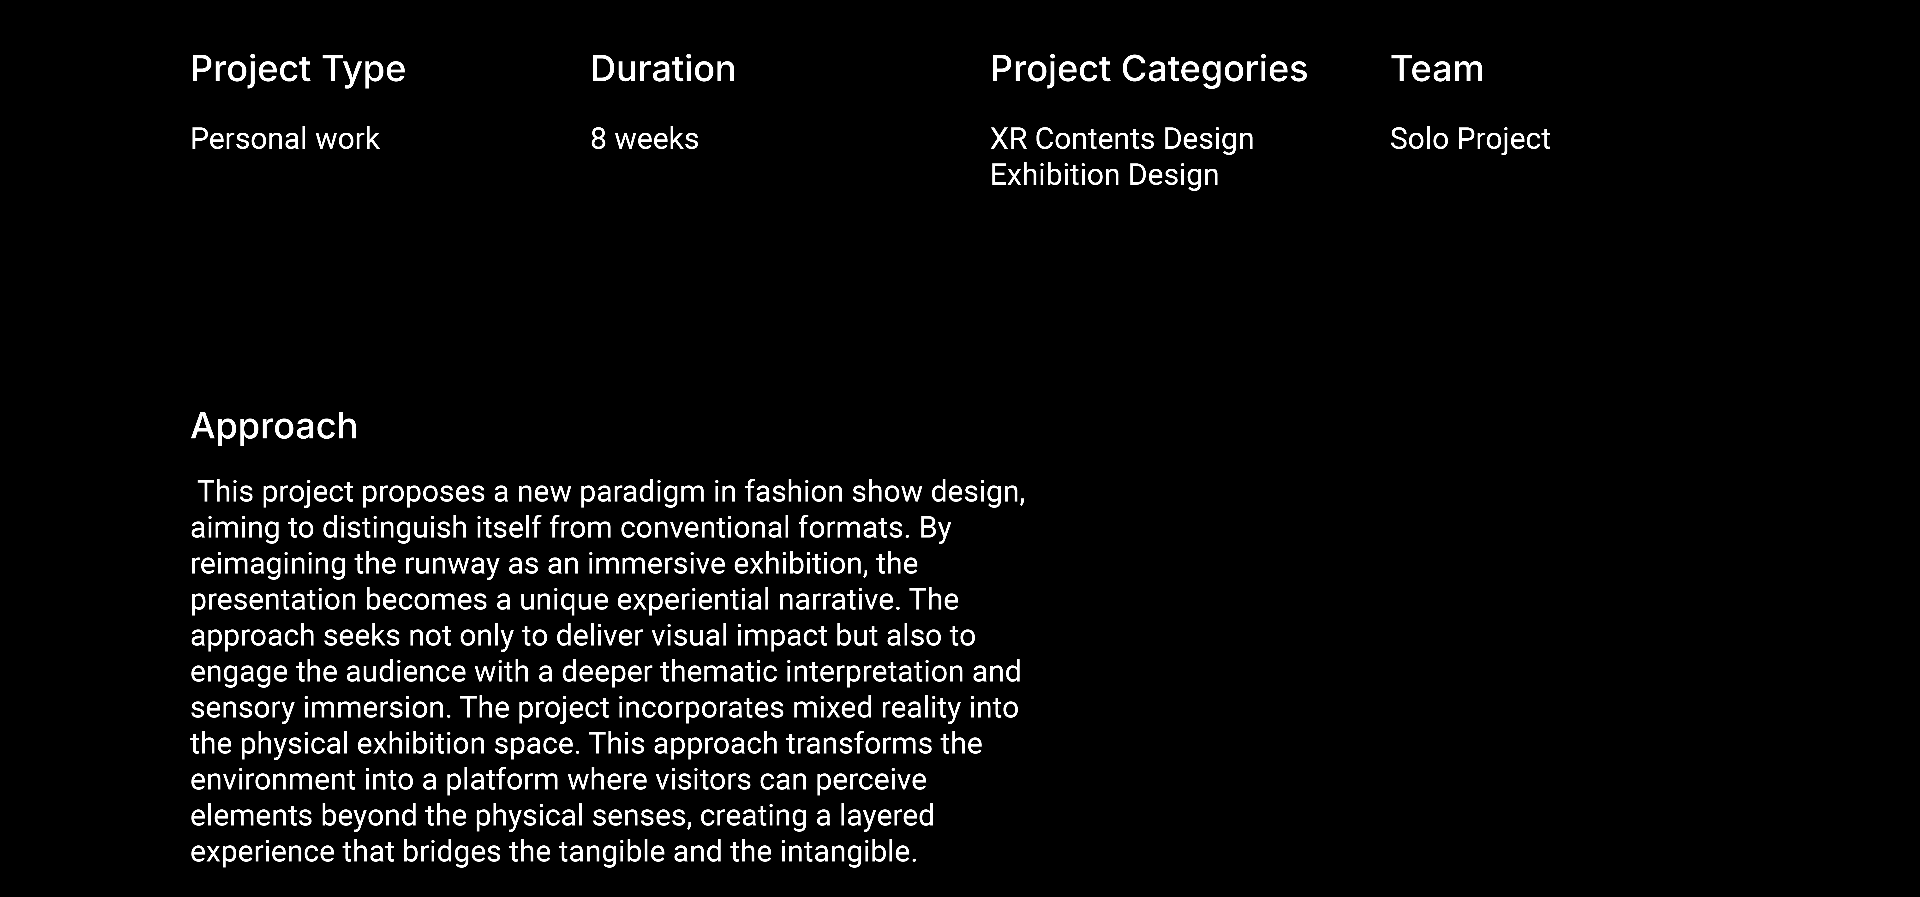 Project Type
Personal work
Duration
8 weeks
Project Categories
XR Contents Design
Exhibition Design
Team
Solo Project
Approach
This project proposes a new paradigm in fashion show design,
aiming to distinguish itself from conventional formats. By
reimagining the runway as an immersive exhibition, the
presentation becomes a unique experiential narrative. The
approach seeks not only to deliver visual impact but also to
engage the audience with a deeper thematic interpretation and
sensory immersion. The project incorporates mixed reality into
the physical exhibition space. This approach transforms the
environment into a platform where visitors can perceive
elements beyond the physical senses, creating a layered
experience that bridges the tangible and the intangible.